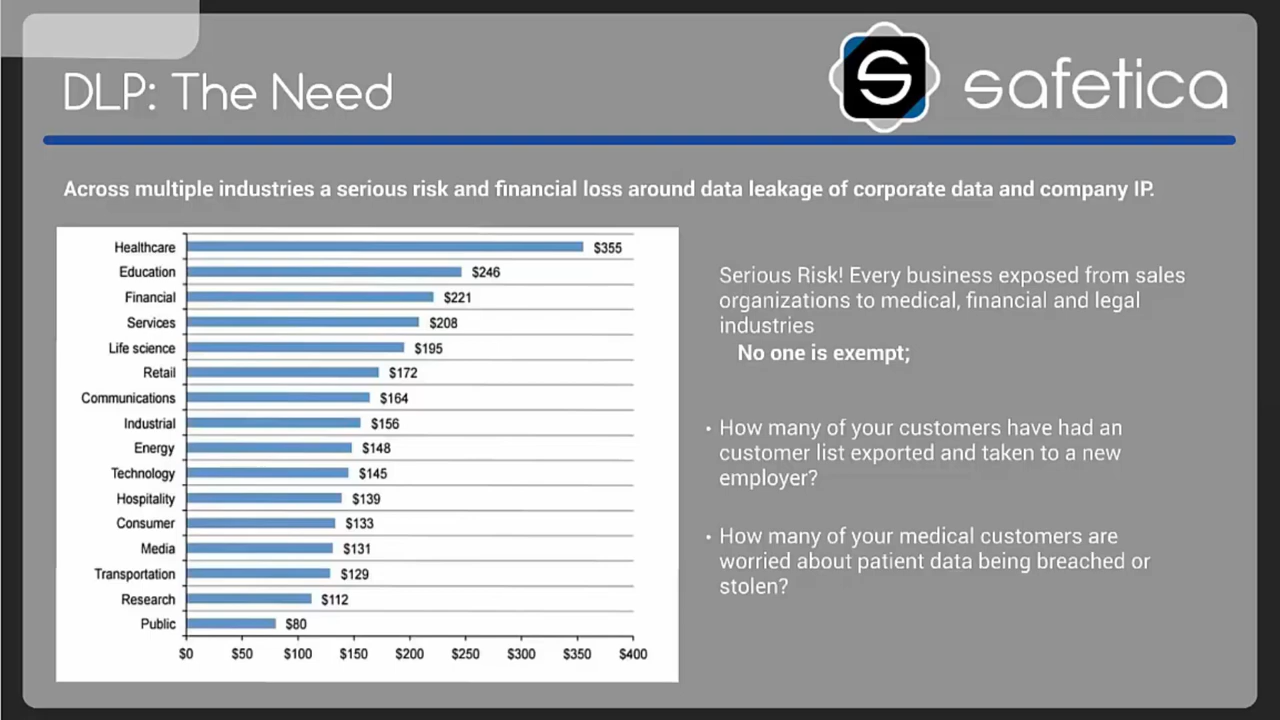 DLP: The Need
S safetica
Across multiple industries a serious risk and financial loss around data leakage of corporate data and company IP.
Healthcare $355
Education $246
Financial $221
Services $208
Life science $195
Retail $172
Communications $164
Industrial $156
Energy $148
Technology $145
Hospitality $139
Consumer $133
Media $131
Transportation $129
Research $112
Public $80
$0 $50 $100 $150 $200 $250 $300 $350 $400
Serious Risk! Every business exposed from sales
organizations to medical, financial and legal
industries
No one is exempt;
• How many of your customers have had an
customer list exported and taken to a new
employer?
• How many of your medical customers are
worried about patient data being breached or
stolen?